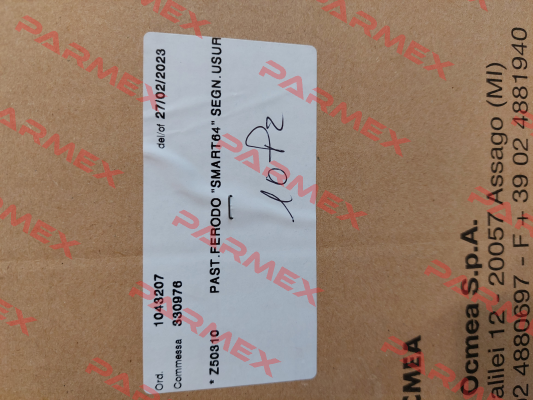 Ord. 1043207 del/of 27/02/2023
Commessa 330976
* Z50310 PAST.FERODO "SMART64" SEGN.USUR
10 Pz
OCMEA
Ocmea S.p.A.
alilei 12 - 20057 Assago (MI)
02 4880697 - F + 39 02 4881940
PARMEX